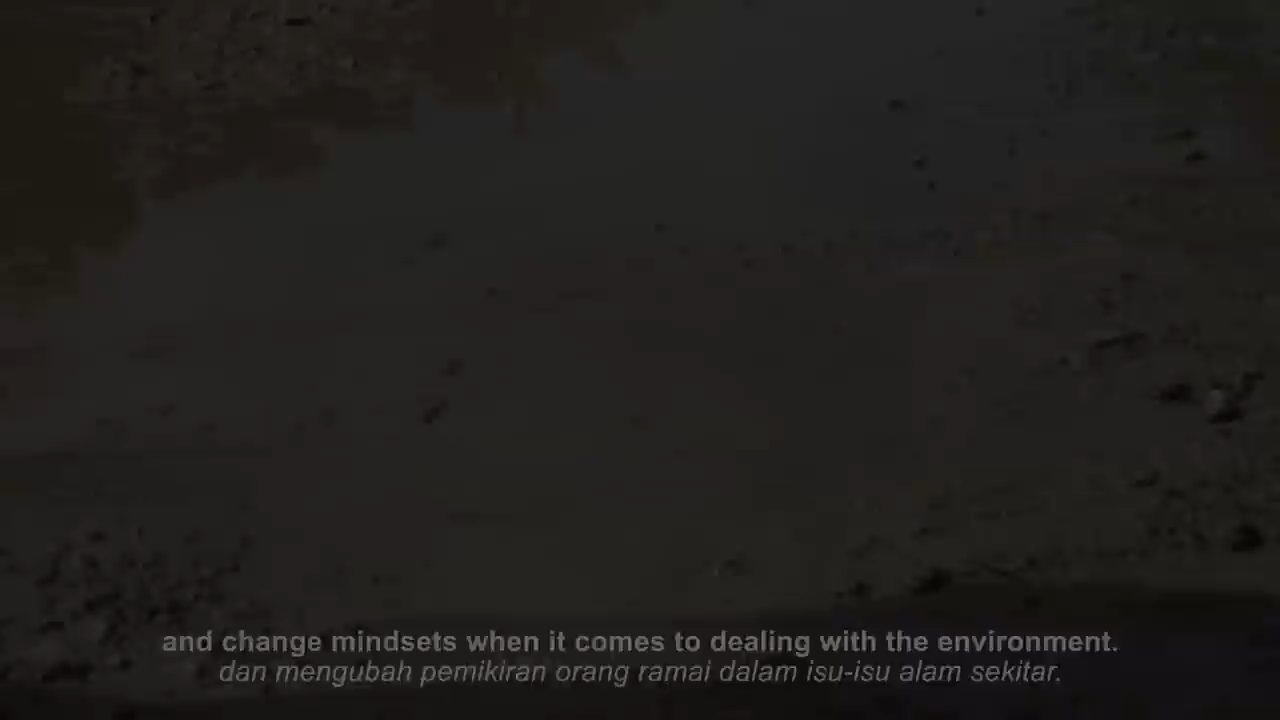 and change mindsets when it comes to dealing with the environment.
dan mengubah pemikiran orang ramai dalam isu-isu alam sekitar.